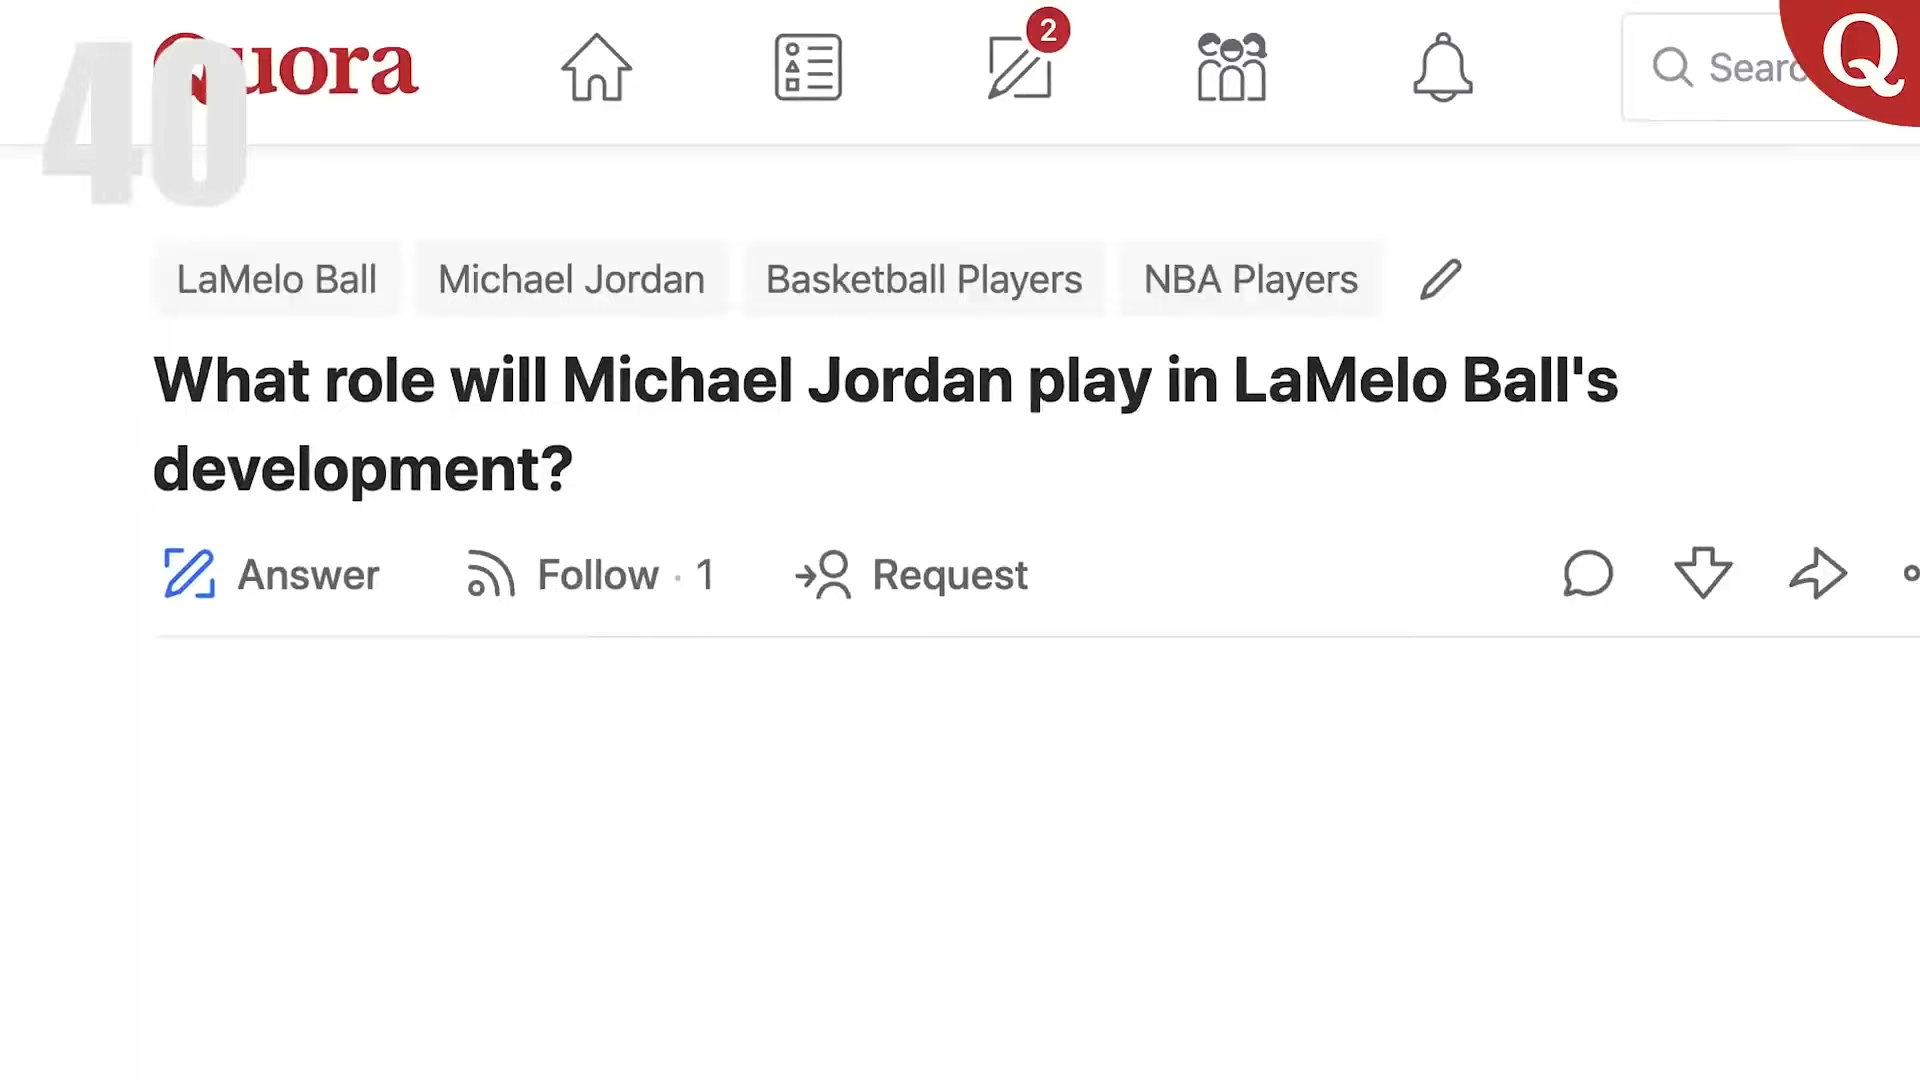 40
Quora
2
Searc
Q
LaMelo Ball
Michael Jordan
Basketball Players
NBA Players
What role will Michael Jordan play in LaMelo Ball's
development?
Answer
Follow · 1
Request